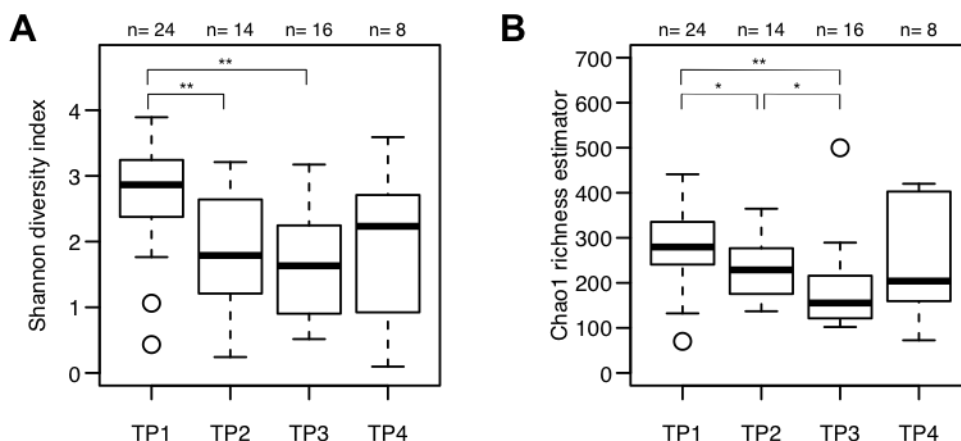 A
n= 24 n= 14 n= 16 n= 8
**
**
Shannon diversity index
4
3
2
1
0
TP1 TP2 TP3 TP4
B
n= 24 n= 14 n= 16 n= 8
**
* *
Chao1 richness estimator
700
600
500
400
300
200
100
0
TP1 TP2 TP3 TP4